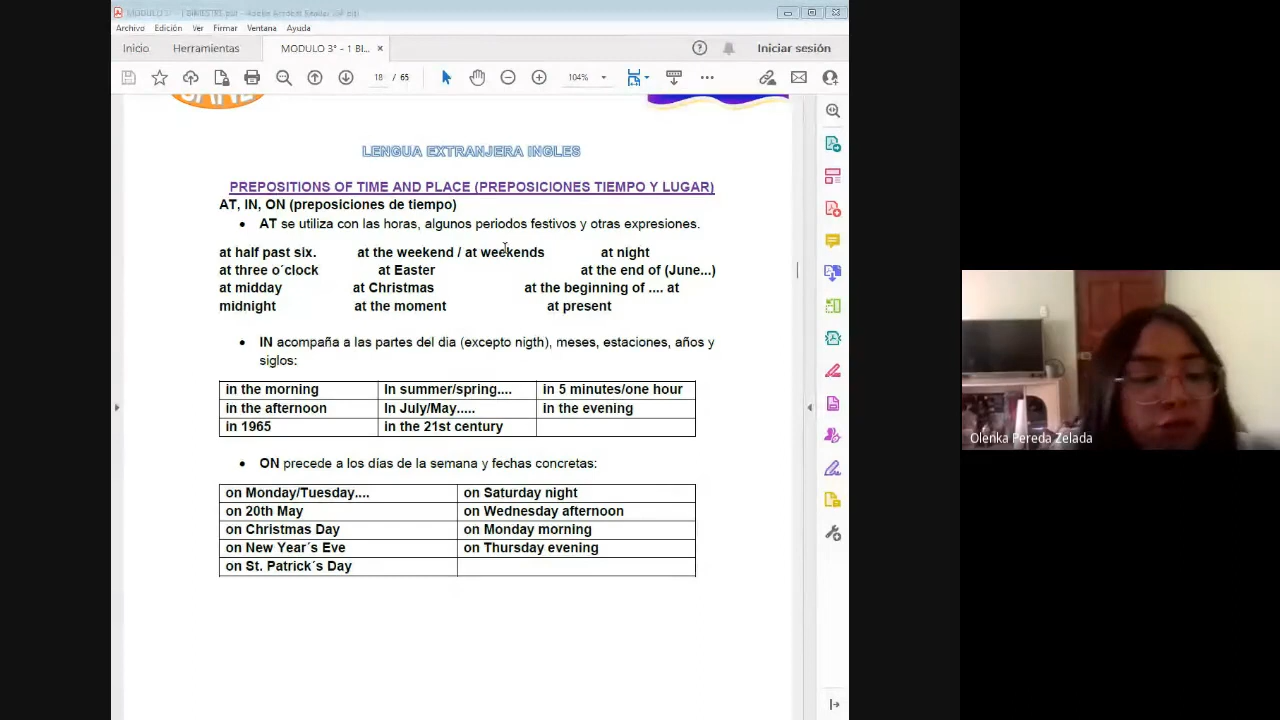 MODULO 3° - I BIMESTRE.pdf - Adobe Acrobat Reader
Archivo Edición Ver Firmar Ventana Ayuda
Inicio Herramientas MODULO 3° - 1 BI... × Iniciar sesión
18 / 65 104%
LENGUA EXTRANJERA INGLES
PREPOSITIONS OF TIME AND PLACE (PREPOSICIONES TIEMPO Y LUGAR)
AT, IN, ON (preposiciones de tiempo)
• AT se utiliza con las horas, algunos periodos festivos y otras expresiones.
at half past six. at the weekend / at weekends at night
at three o´clock at Easter at the end of (June...)
at midday at Christmas at the beginning of .... at
midnight at the moment at present
• IN acompaña a las partes del dia (excepto nigth), meses, estaciones, años y
siglos:
in the morning In summer/spring.... in 5 minutes/one hour
in the afternoon In July/May..... in the evening
in 1965 in the 21st century
• ON precede a los días de la semana y fechas concretas:
on Monday/Tuesday.... on Saturday night
on 20th May on Wednesday afternoon
on Christmas Day on Monday morning
on New Year´s Eve on Thursday evening
on St. Patrick´s Day
Olenka Pereda Zelada